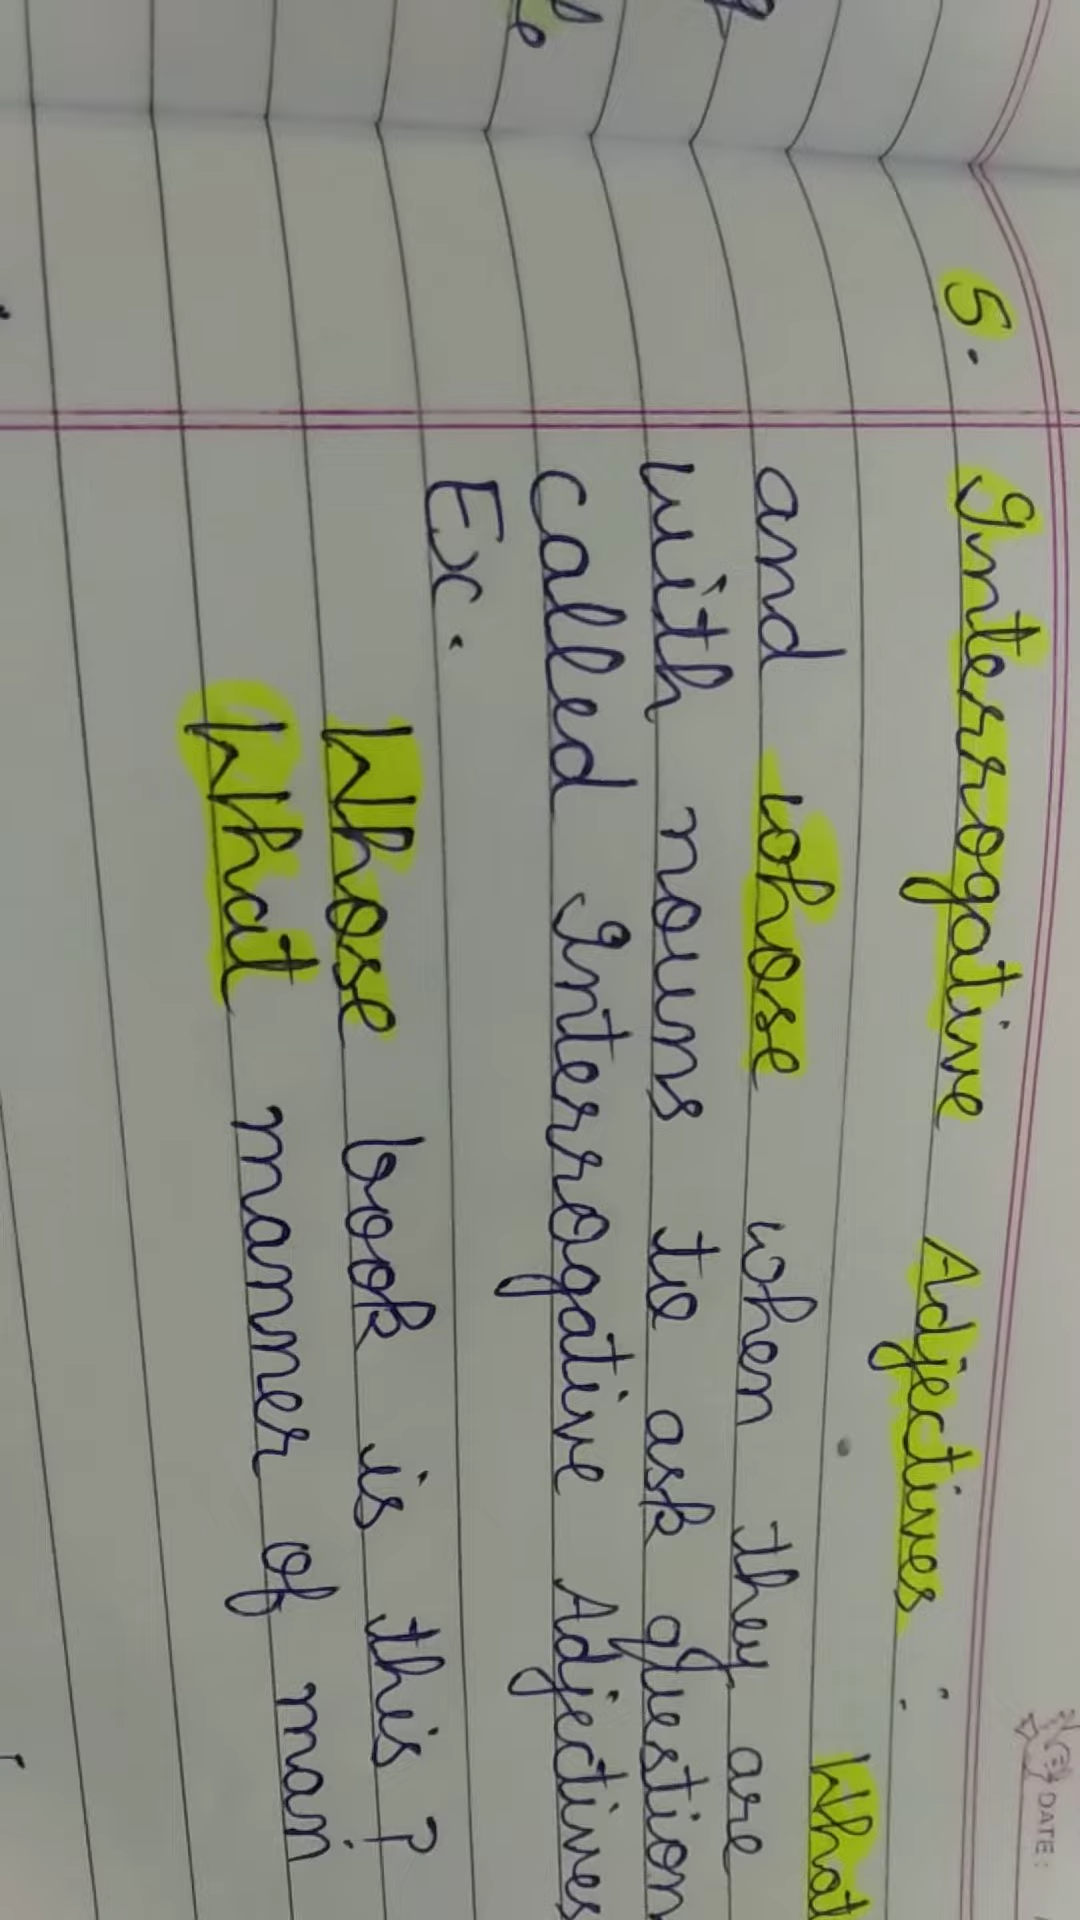 DATE:
5. Interrogative Adjectives :
What
and whose when they are
with nouns to ask question
called Interrogative Adjectives
Ex.
Whose book is this?
What manner of man